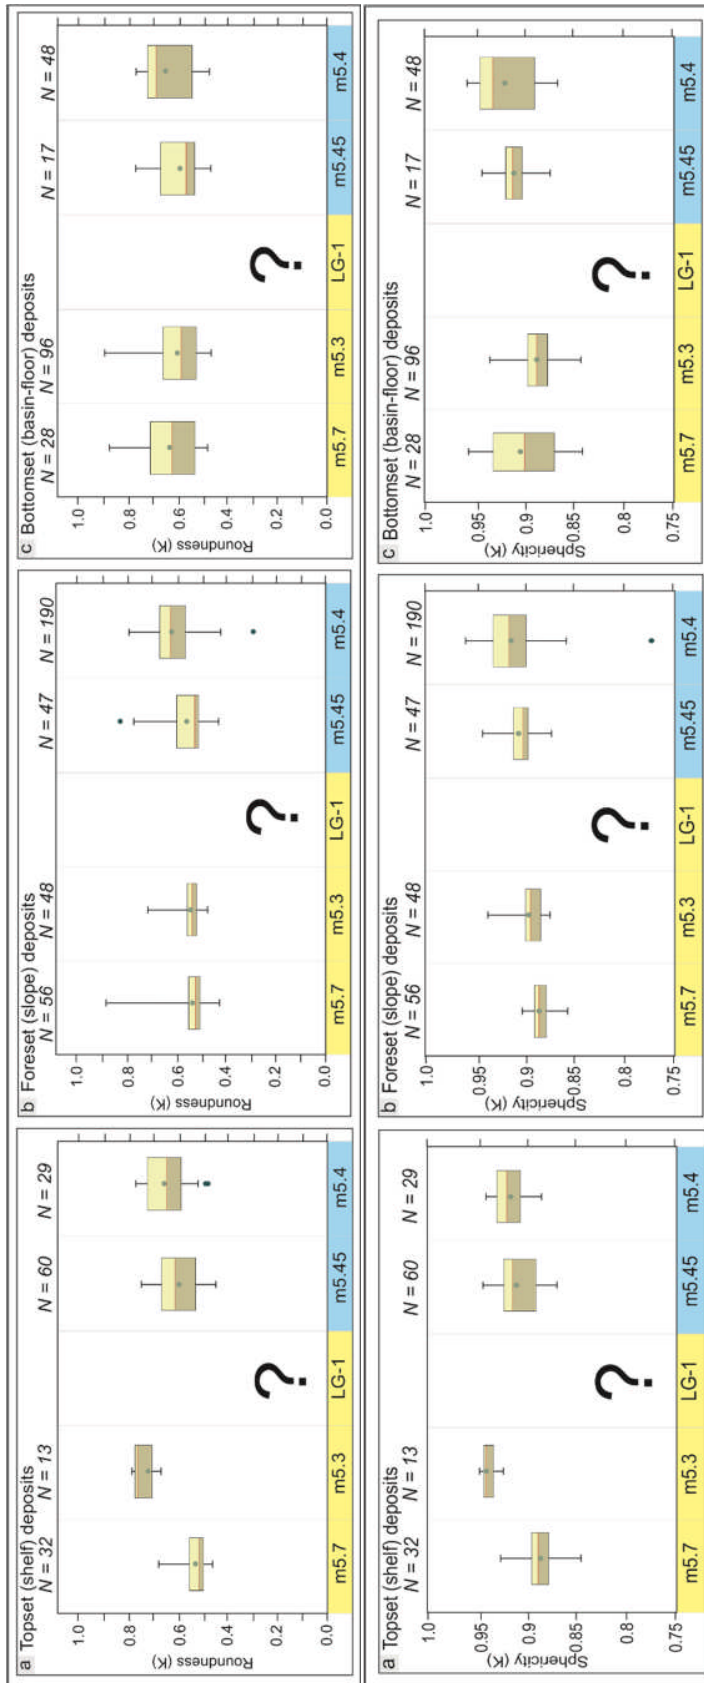 a Topset (shelf) deposits
N = 32
N = 13
N = 60
N = 29
1.0
0.8
0.6
0.4
0.2
0.0
Roundness (K)
?
m5.7
m5.3
LG-1
m5.45
m5.4
b Foreset (slope) deposits
N = 56
N = 48
N = 47
N = 190
1.0
0.8
0.6
0.4
0.2
0.0
Roundness (K)
?
m5.7
m5.3
LG-1
m5.45
m5.4
c Bottomset (basin-floor) deposits
N = 28
N = 96
N = 17
N = 48
1.0
0.8
0.6
0.4
0.2
0.0
Roundness (K)
?
m5.7
m5.3
LG-1
m5.45
m5.4
a Topset (shelf) deposits
N = 32
N = 13
N = 60
N = 29
1.0
0.95
0.9
0.85
0.8
0.75
Sphericity (K)
?
m5.7
m5.3
LG-1
m5.45
m5.4
b Foreset (slope) deposits
N = 56
N = 48
N = 47
N = 190
1.0
0.95
0.9
0.85
0.8
0.75
Sphericity (K)
?
m5.7
m5.3
LG-1
m5.45
m5.4
c Bottomset (basin-floor) deposits
N = 28
N = 96
N = 17
N = 48
1.0
0.95
0.9
0.85
0.8
0.75
Sphericity (K)
?
m5.7
m5.3
LG-1
m5.45
m5.4